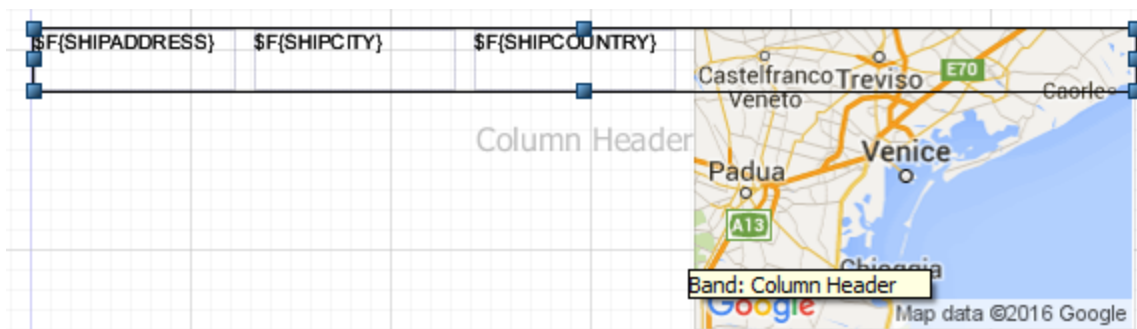 $F{SHIPADDRESS} $F{SHIPCITY} $F{SHIPCOUNTRY}
Castelfranco Veneto
Treviso
E70
Caorle
Column Header
Venice
Padua
A13
Chioggia
Band: Column Header
Google
Map data ©2016 Google